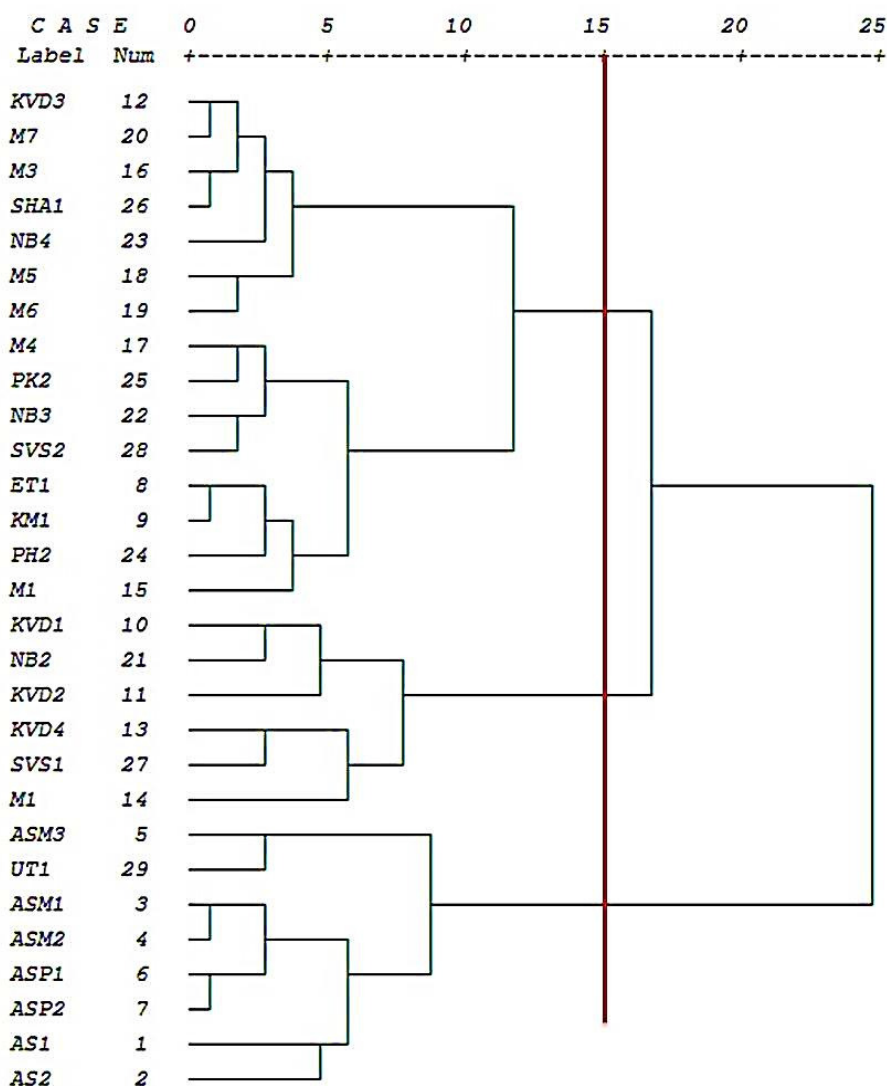 C A S E 0 5 10 15 20 25
Label Num +---------+---------+---------+---------+---------+
KVD3 12
M7 20
M3 16
SHA1 26
NB4 23
M5 18
M6 19
M4 17
PK2 25
NB3 22
SVS2 28
ET1 8
KM1 9
PH2 24
M1 15
KVD1 10
NB2 21
KVD2 11
KVD4 13
SVS1 27
M1 14
ASM3 5
UT1 29
ASM1 3
ASM2 4
ASP1 6
ASP2 7
AS1 1
AS2 2